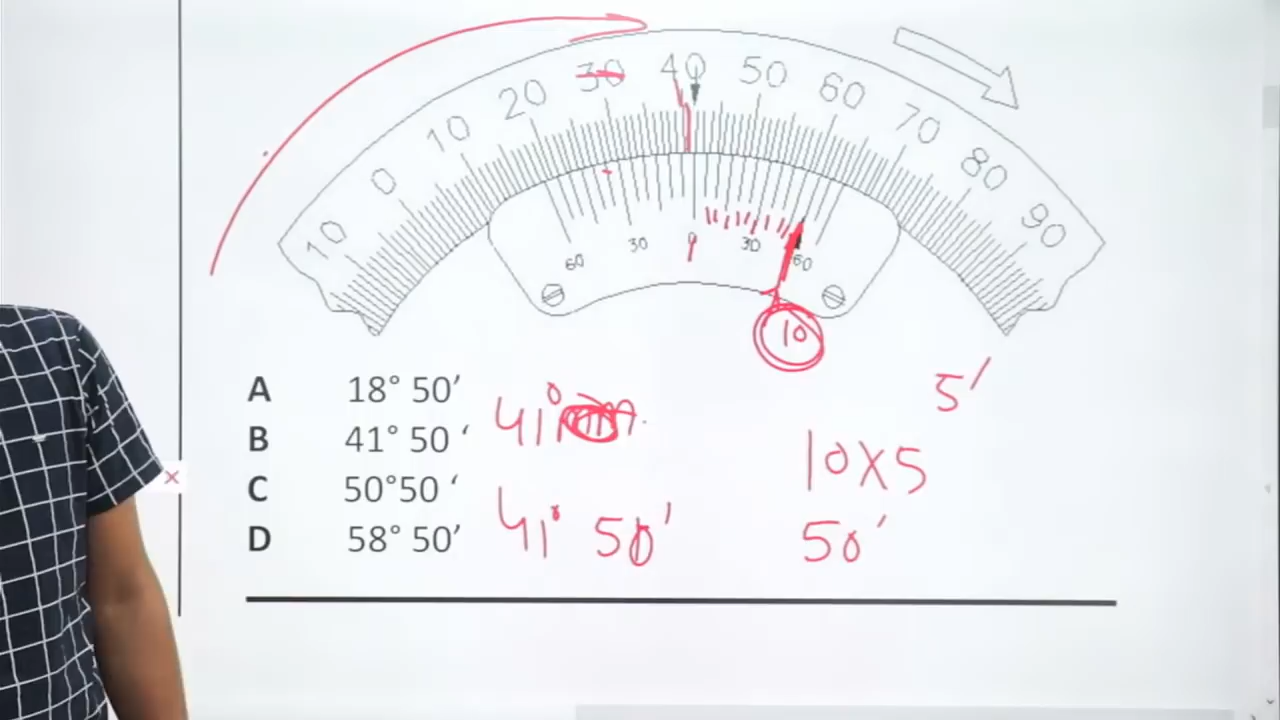 10 0 10 20 30 40 50 60 70 80 90
60 30 0 30 60
10
A 18° 50′
B 41° 50 ‘
C 50°50 ‘
D 58° 50′
41°
41° 50′
5′
10X5
50′